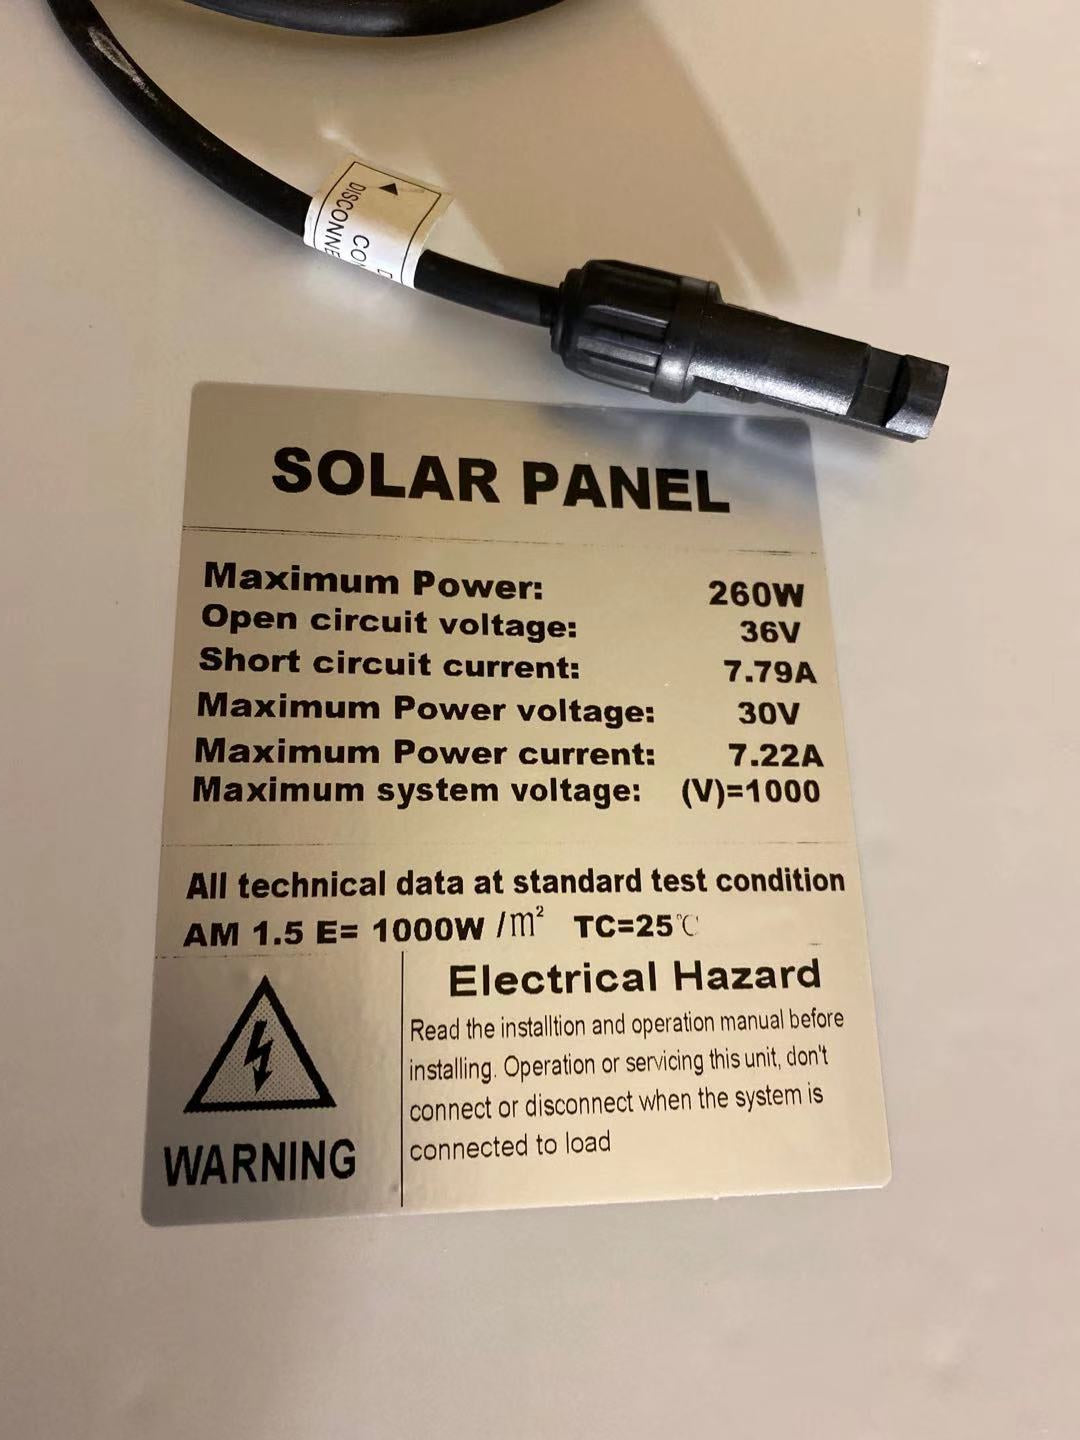 DISCONNE
CO
SOLAR PANEL
Maximum Power: 260W
Open circuit voltage: 36V
Short circuit current: 7.79A
Maximum Power voltage: 30V
Maximum Power current: 7.22A
Maximum system voltage: (V)=1000
All technical data at standard test condition
AM 1.5 E= 1000W /m² TC=25℃
WARNING
Electrical Hazard
Read the installtion and operation manual before
installing. Operation or servicing this unit, don't
connect or disconnect when the system is
connected to load